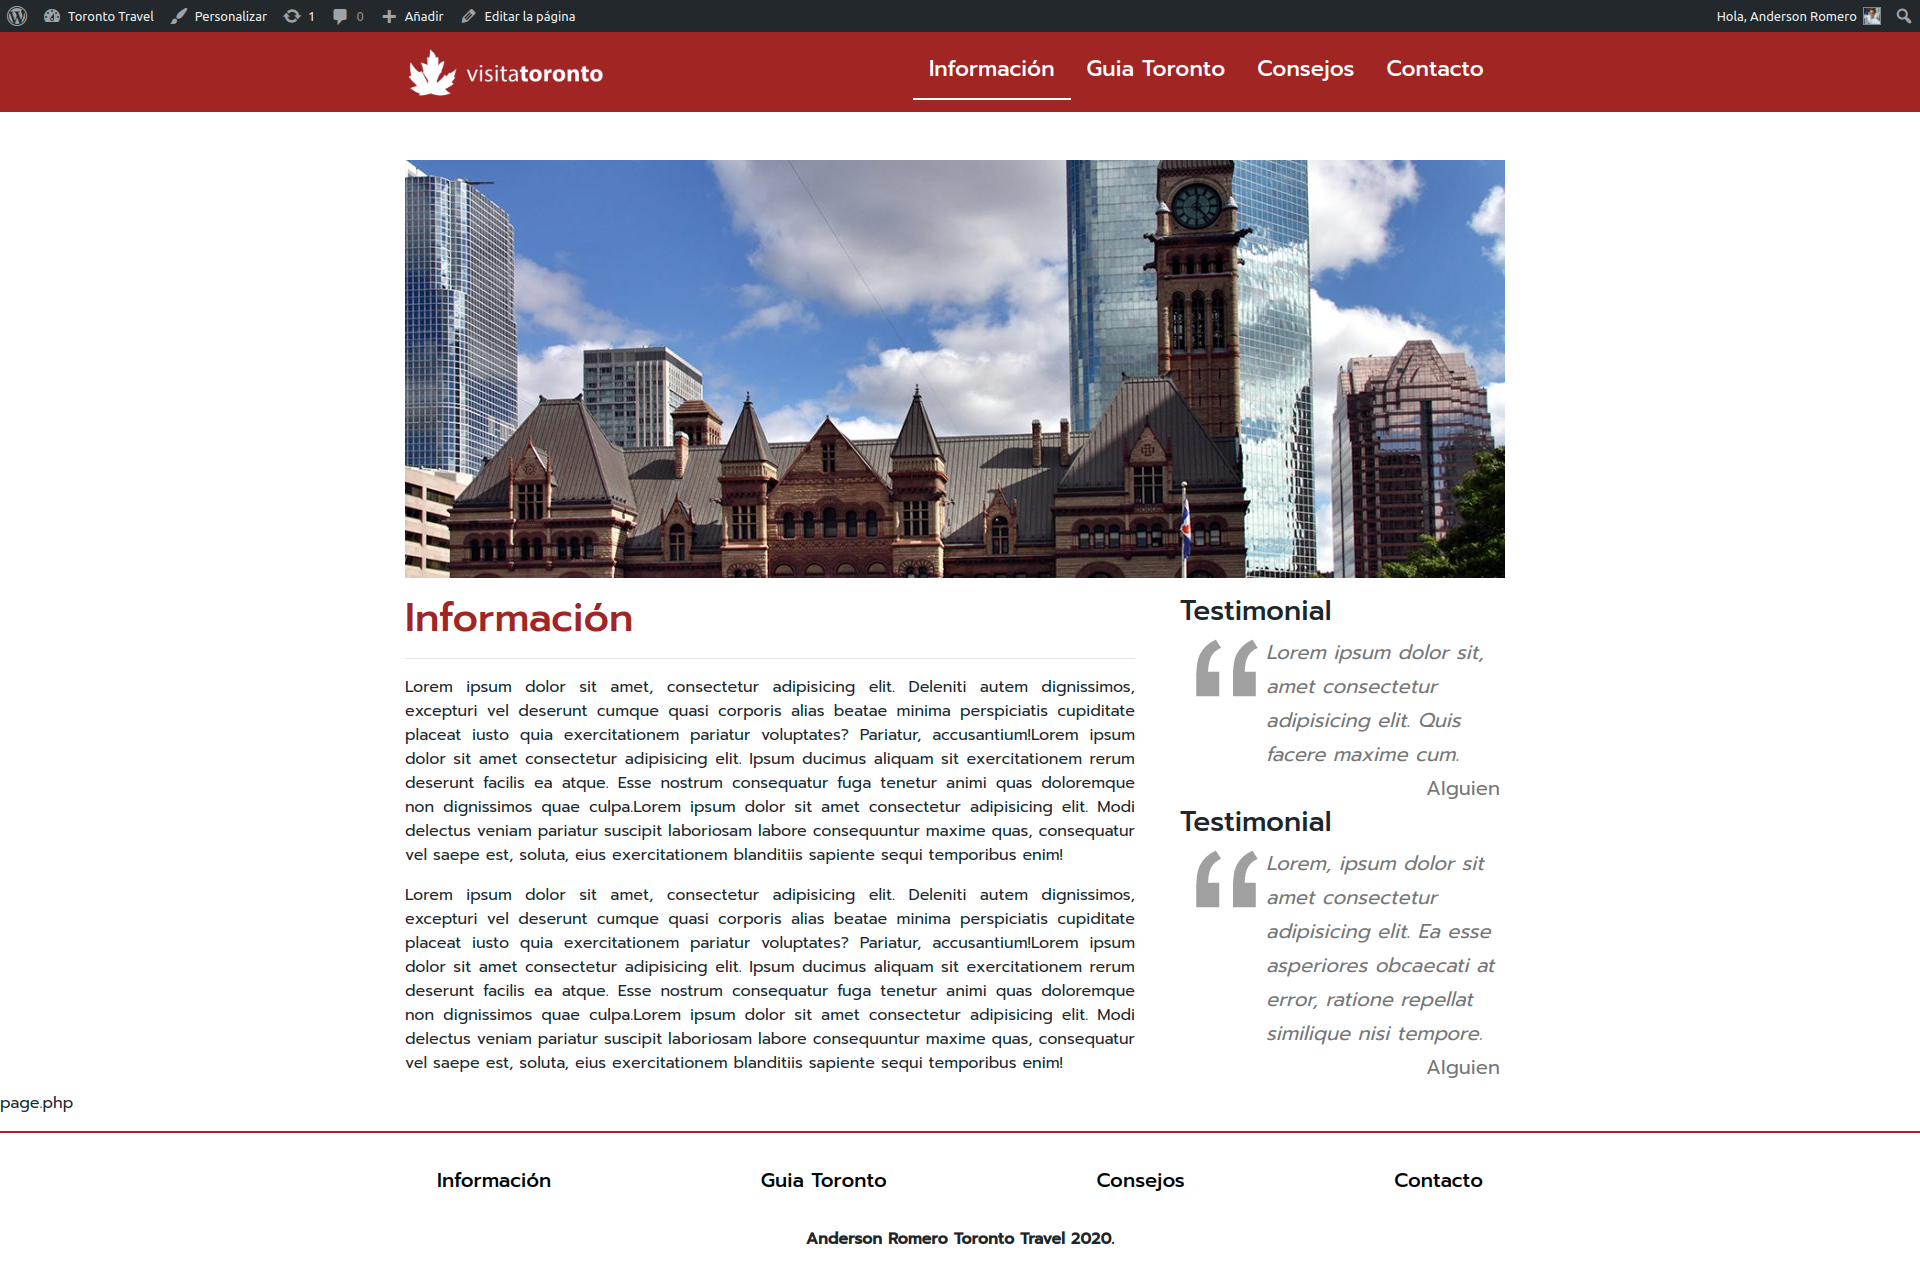 Toronto Travel Personalizar 1 0 Añadir Editar la página Hola, Anderson Romero
visitatoronto Información Guia Toronto Consejos Contacto
Información
Lorem ipsum dolor sit amet, consectetur adipisicing elit. Deleniti autem dignissimos,
excepturi vel deserunt cumque quasi corporis alias beatae minima perspiciatis cupiditate
placeat iusto quia exercitationem pariatur voluptates? Pariatur, accusantium!Lorem ipsum
dolor sit amet consectetur adipisicing elit. Ipsum ducimus aliquam sit exercitationem rerum
deserunt facilis ea atque. Esse nostrum consequatur fuga tenetur animi quas doloremque
non dignissimos quae culpa.Lorem ipsum dolor sit amet consectetur adipisicing elit. Modi
delectus veniam pariatur suscipit laboriosam labore consequuntur maxime quas, consequatur
vel saepe est, soluta, eius exercitationem blanditiis sapiente sequi temporibus enim!
Lorem ipsum dolor sit amet, consectetur adipisicing elit. Deleniti autem dignissimos,
excepturi vel deserunt cumque quasi corporis alias beatae minima perspiciatis cupiditate
placeat iusto quia exercitationem pariatur voluptates? Pariatur, accusantium!Lorem ipsum
dolor sit amet consectetur adipisicing elit. Ipsum ducimus aliquam sit exercitationem rerum
deserunt facilis ea atque. Esse nostrum consequatur fuga tenetur animi quas doloremque
non dignissimos quae culpa.Lorem ipsum dolor sit amet consectetur adipisicing elit. Modi
delectus veniam pariatur suscipit laboriosam labore consequuntur maxime quas, consequatur
vel saepe est, soluta, eius exercitationem blanditiis sapiente sequi temporibus enim!
Testimonial
“ Lorem ipsum dolor sit,
amet consectetur
adipisicing elit. Quis
facere maxime cum.
Alguien
Testimonial
“ Lorem, ipsum dolor sit
amet consectetur
adipisicing elit. Ea esse
asperiores obcaecati at
error, ratione repellat
similique nisi tempore.
Alguien
page.php
Información Guia Toronto Consejos Contacto
Anderson Romero Toronto Travel 2020.